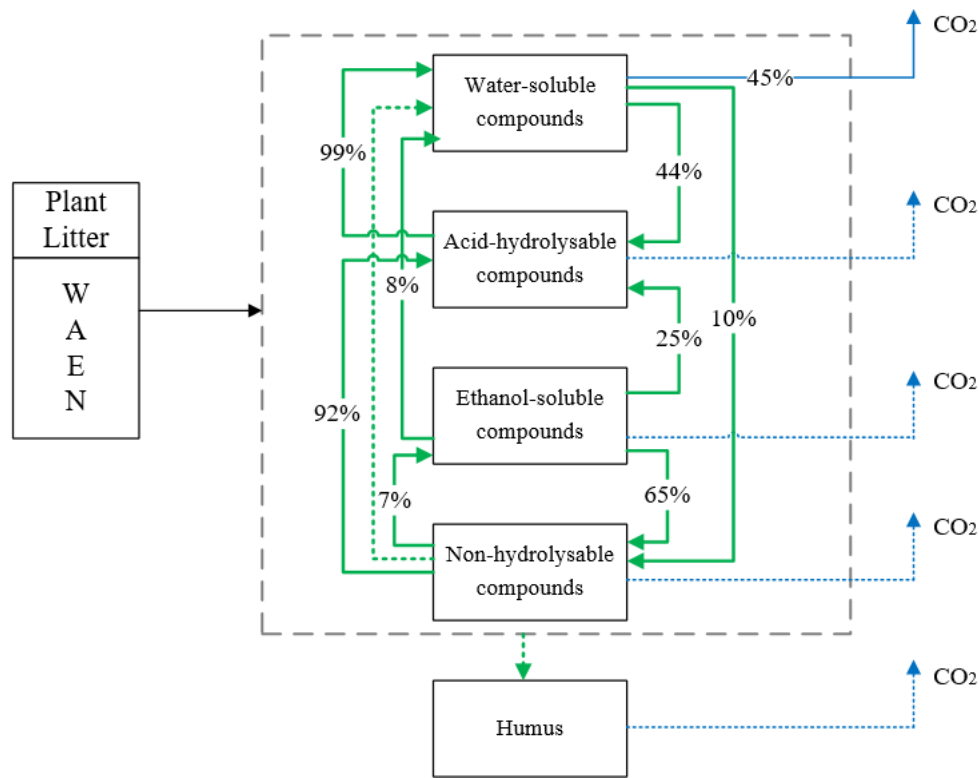 CO2
Water-soluble
compounds
45%
99%
44%
Plant
Litter
W
A
E
N
CO2
Acid-hydrolysable
compounds
8%
10%
25%
CO2
Ethanol-soluble
compounds
92%
7%
65%
CO2
Non-hydrolysable
compounds
CO2
Humus